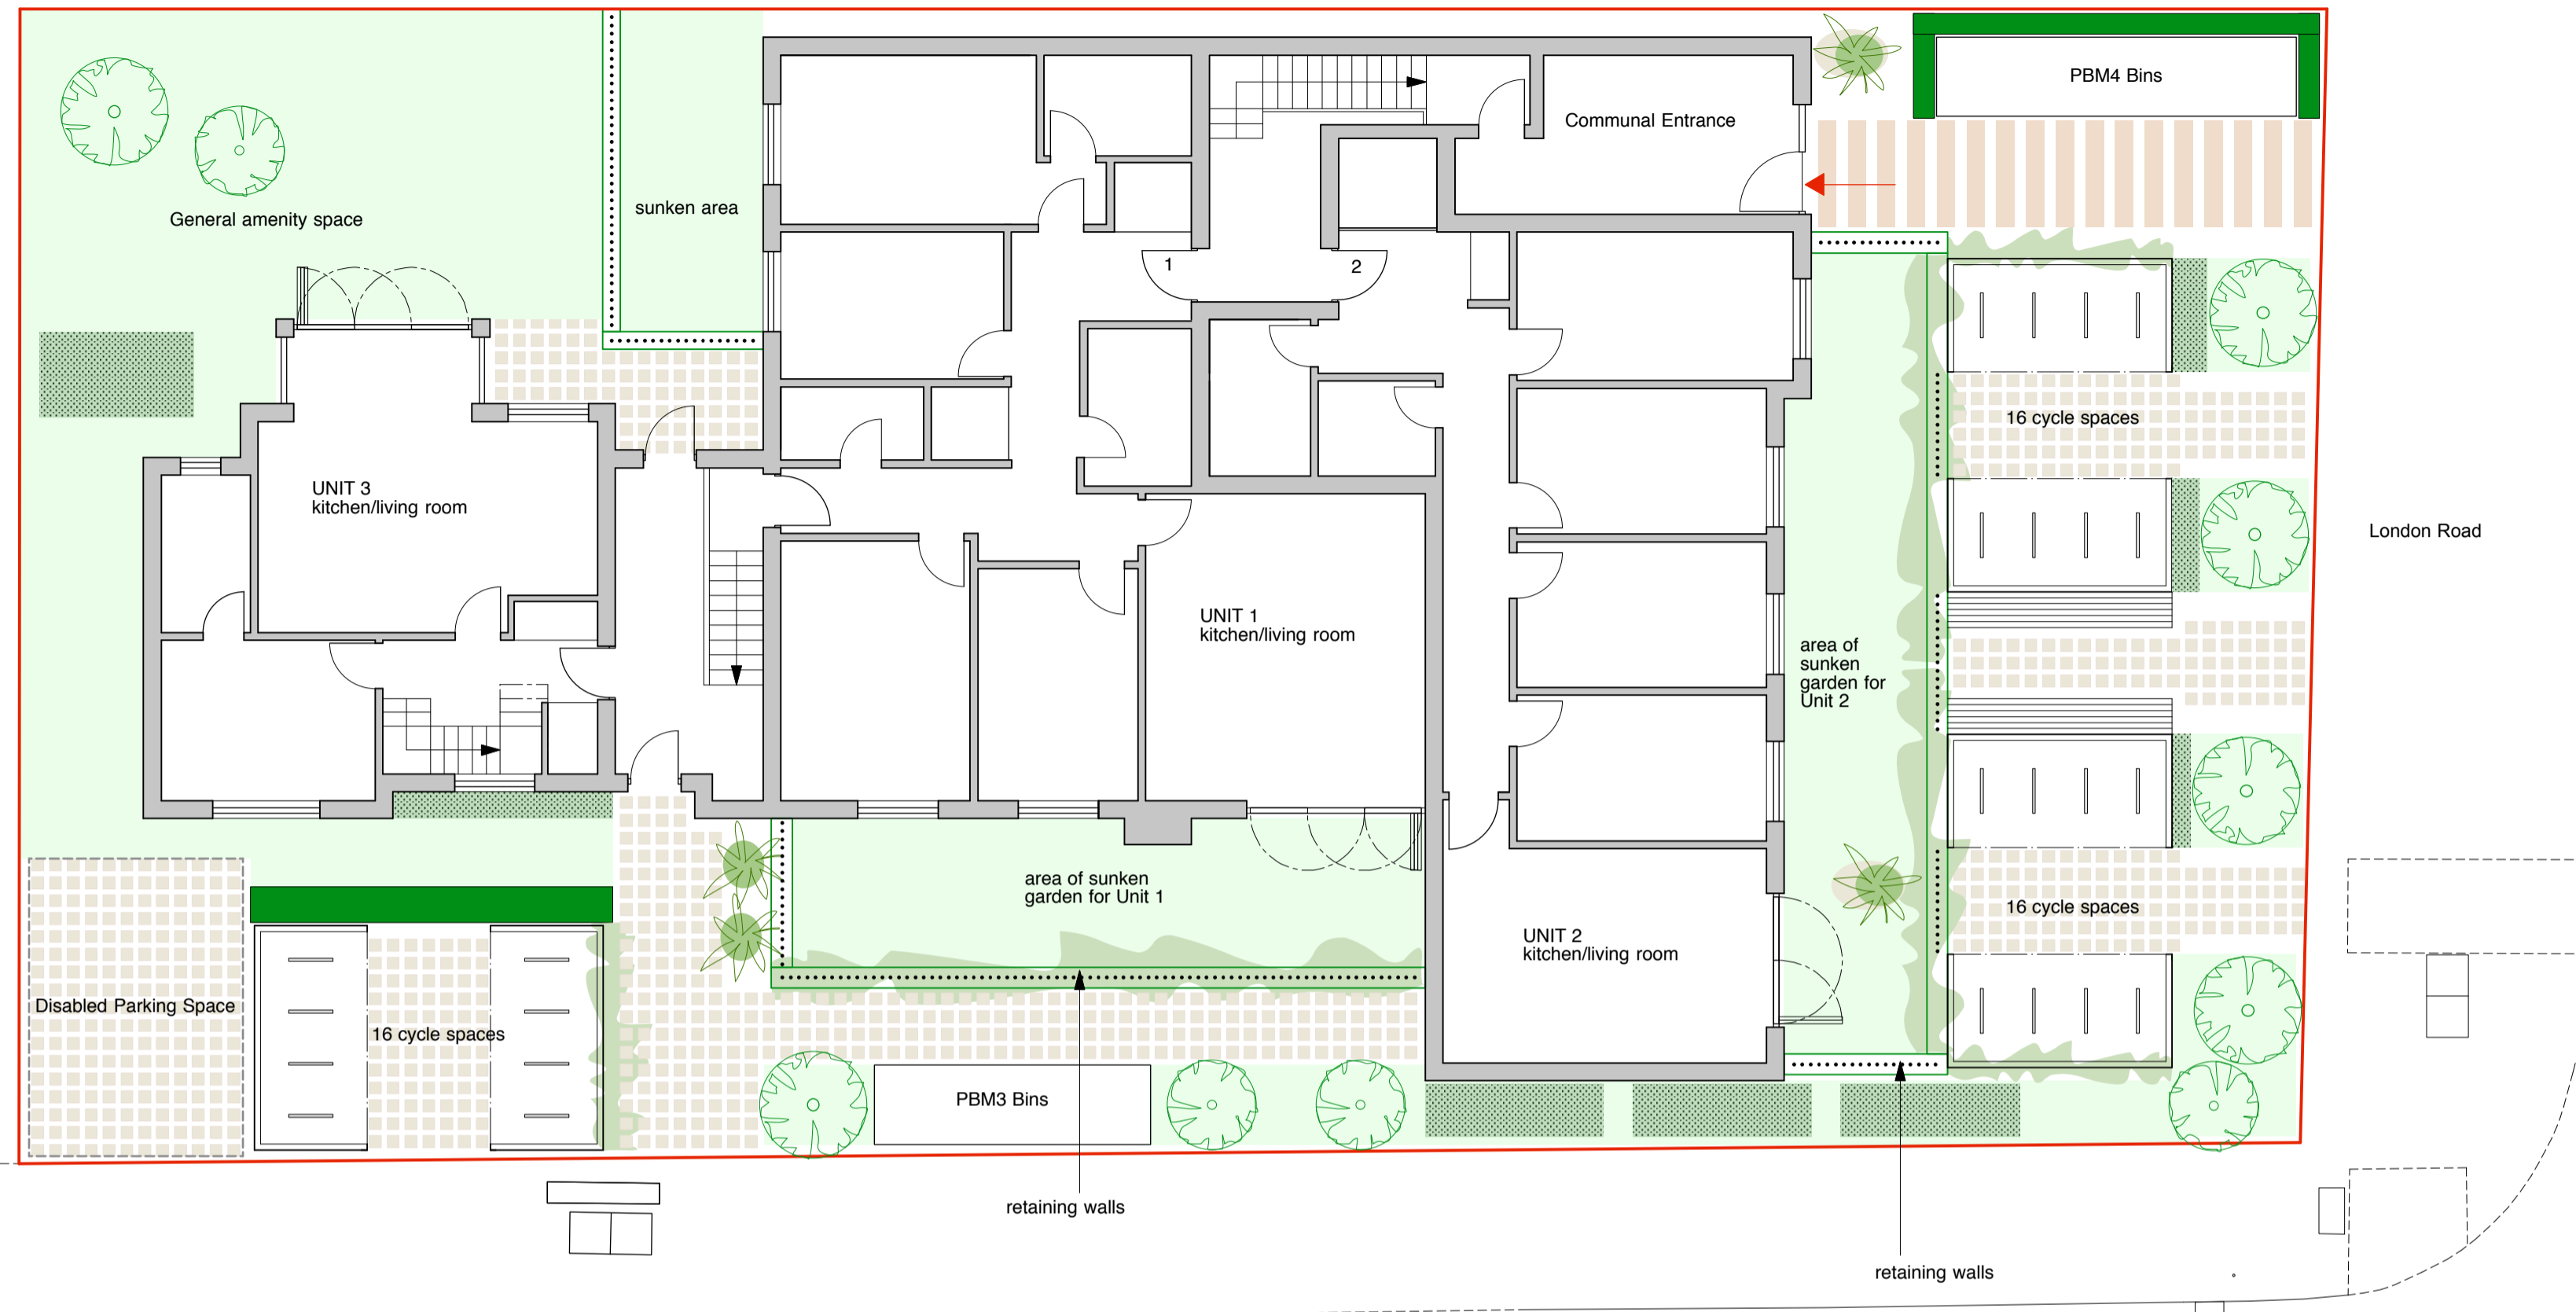 PBM4 Bins
Communal Entrance
General amenity space
sunken area
1
2
16 cycle spaces
UNIT 3
kitchen/living room
London Road
UNIT 1
kitchen/living room
area of
sunken
garden for
Unit 2
area of sunken
garden for Unit 1
16 cycle spaces
UNIT 2
kitchen/living room
Disabled Parking Space
16 cycle spaces
PBM3 Bins
retaining walls
retaining walls